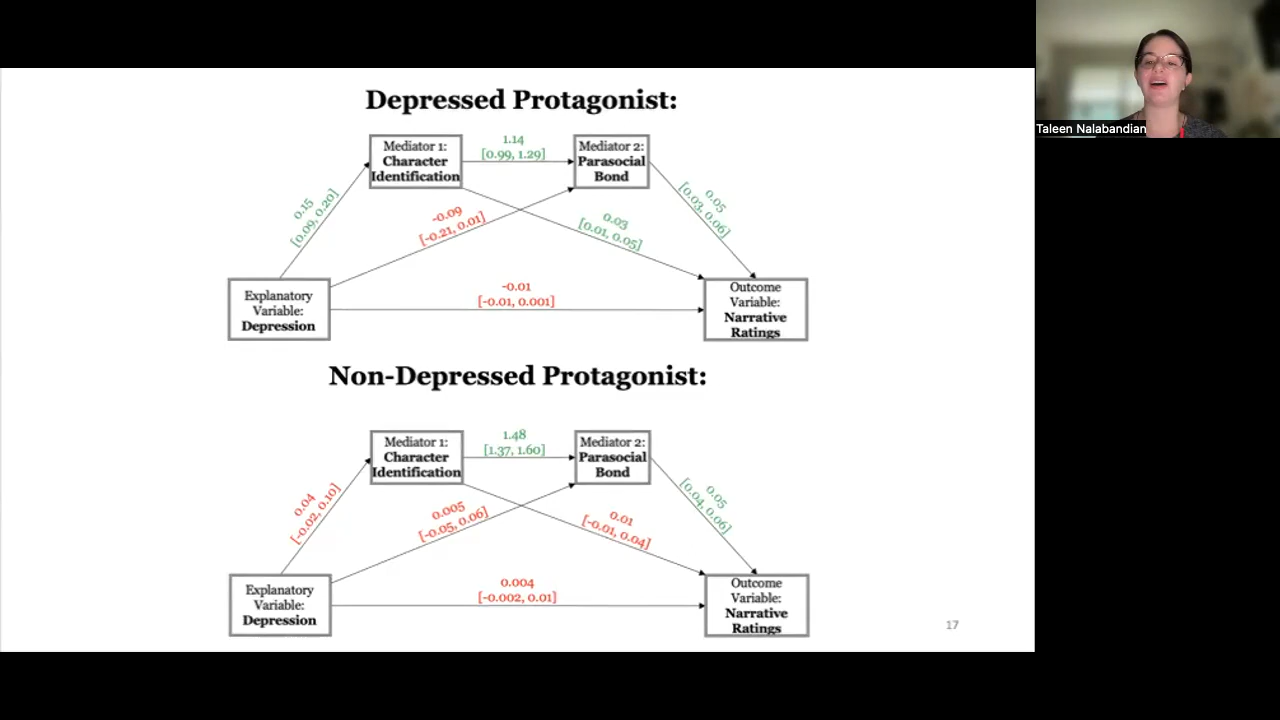 Taleen Nalabandian
Depressed Protagonist:
Mediator 1:
Character
Identification
1.14
[0.99, 1.29]
Mediator 2:
Parasocial
Bond
0.15
[0.09, 0.20]
-0.09
[-0.21, 0.01]
0.03
[0.01, 0.05]
0.05
[0.03, 0.06]
Explanatory
Variable:
Depression
-0.01
[-0.01, 0.001]
Outcome
Variable:
Narrative
Ratings
Non-Depressed Protagonist:
Mediator 1:
Character
Identification
1.48
[1.37, 1.60]
Mediator 2:
Parasocial
Bond
0.04
[-0.02, 0.10]
0.005
[-0.05, 0.06]
0.01
[-0.01, 0.04]
0.05
[0.04, 0.06]
Explanatory
Variable:
Depression
0.004
[-0.002, 0.01]
Outcome
Variable:
Narrative
Ratings
17